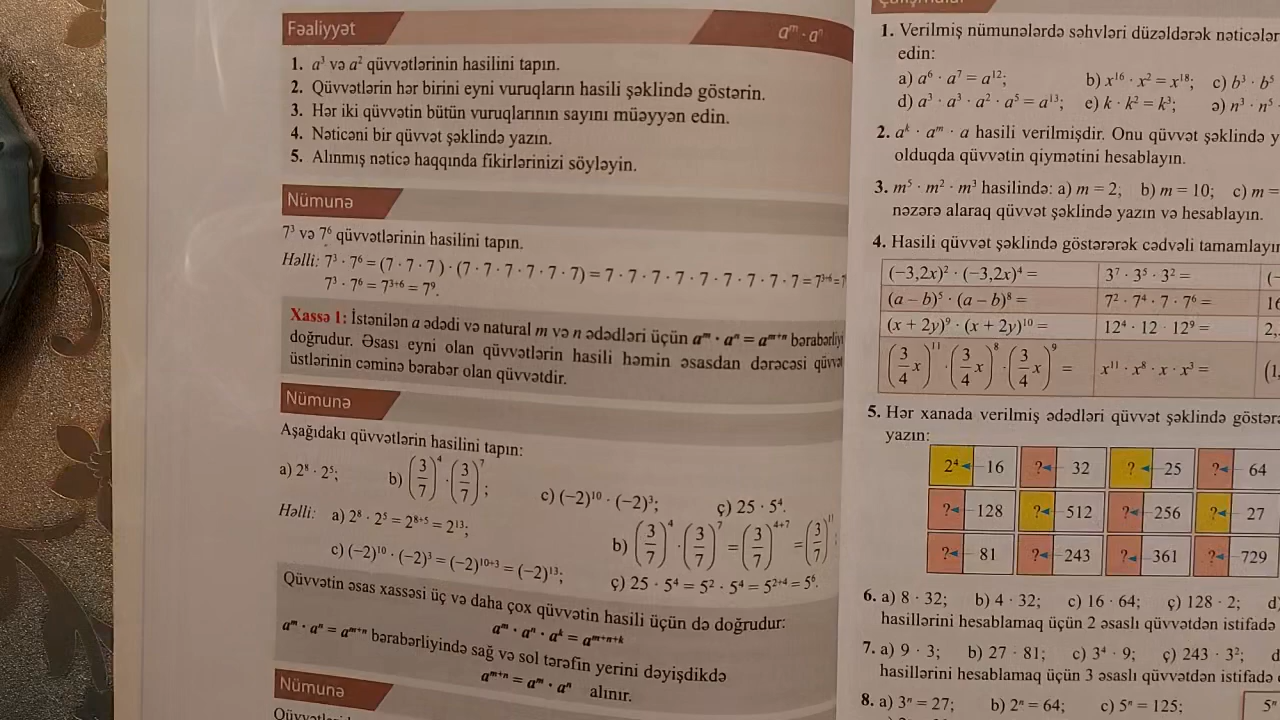 Fəaliyyət
aᵐ · aⁿ
1. a³ və a² qüvvətlərinin hasilini tapın.
2. Qüvvətlərin hər birini eyni vuruqların hasili şəklində göstərin.
3. Hər iki qüvvətin bütün vuruqlarının sayını müəyyən edin.
4. Nəticəni bir qüvvət şəklində yazın.
5. Alınmış nəticə haqqında fikirlərinizi söyləyin.
Nümunə
7³ və 7⁶ qüvvətlərinin hasilini tapın.
Həlli: 7³ · 7⁶ = (7 · 7 · 7) · (7 · 7 · 7 · 7 · 7 · 7) = 7 · 7 · 7 · 7 · 7 · 7 · 7 · 7 · 7 = 7³⁺⁶ =
7³ · 7⁶ = 7³⁺⁶ = 7⁹.
Xassə 1: İstənilən a ədədi və natural m və n ədədləri üçün aᵐ · aⁿ = aᵐ⁺ⁿ bərabərliy
doğrudur. Əsası eyni olan qüvvətlərin hasili həmin əsasdan dərəcəsi qüvvət
üstlərinin cəminə bərabər olan qüvvətdir.
Nümunə
Aşağıdakı qüvvətlərin hasilini tapın:
a) 2⁸ · 2⁵; b) (3/7)⁴ · (3/7)⁷; c) (−2)¹⁰ · (−2)³; ç) 25 · 5⁴.
Həlli: a) 2⁸ · 2⁵ = 2⁸⁺⁵ = 2¹³; b) (3/7)⁴ · (3/7)⁷ = (3/7)⁴⁺⁷ = (3/7)¹¹;
c) (−2)¹⁰ · (−2)³ = (−2)¹⁰⁺³ = (−2)¹³; ç) 25 · 5⁴ = 5² · 5⁴ = 5²⁺⁴ = 5⁶.
Qüvvətin əsas xassəsi üç və daha çox qüvvətin hasili üçün də doğrudur:
aᵐ · aⁿ · aᵏ = aᵐ⁺ⁿ⁺ᵏ
aᵐ · aⁿ = aᵐ⁺ⁿ bərabərliyində sağ və sol tərəfin yerini dəyişdikdə
aᵐ⁺ⁿ = aᵐ · aⁿ alınır.
Nümunə
1. Verilmiş nümunələrdə səhvləri düzəldərək nəticələr
edin:
a) a⁶ · a⁷ = a¹²; b) x¹⁶ · x² = x¹⁸; c) b³ · b⁵
d) a³ · a³ · a² · a⁵ = a¹³; e) k · k² = k³; ə) n³ · n⁵
2. aᵏ · aᵐ · a hasili verilmişdir. Onu qüvvət şəklində y
olduqda qüvvətin qiymətini hesablayın.
3. m⁵ · m² · m³ hasilində: a) m = 2; b) m = 10; c) m =
nəzərə alaraq qüvvət şəklində yazın və hesablayın.
4. Hasili qüvvət şəklində göstərərək cədvəli tamamlayın
(−3,2x)² · (−3,2x)⁴ = 3⁷ · 3⁵ · 3² = (−
(a − b)⁵ · (a − b)⁸ = 7² · 7⁴ · 7 · 7⁶ = 
(x + 2y)⁹ · (x + 2y)¹⁰ = 12⁴ · 12 · 12⁹ = 2,
(3/4 x)¹¹ · (3/4 x)⁸ · (3/4 x)⁹ = x¹¹ · x⁸ · x · x³ = (1,
5. Hər xanada verilmiş ədədləri qüvvət şəklində göstərə
yazın:
2⁴ 16 ? 32 ? 25 ? 64
? 128 ? 512 ? 256 ? 27
? 81 ? 243 ? 361 ? 729
6. a) 8 · 32; b) 4 · 32; c) 16 · 64; ç) 128 · 2; d)
hasillərini hesablamaq üçün 2 əsaslı qüvvətdən istifadə
7. a) 9 · 3; b) 27 · 81; c) 3⁴ · 9; ç) 243 · 3²; d
hasillərini hesablamaq üçün 3 əsaslı qüvvətdən istifadə
8. a) 3ⁿ = 27; b) 2ⁿ = 64; c) 5ⁿ = 125; 5ⁿ